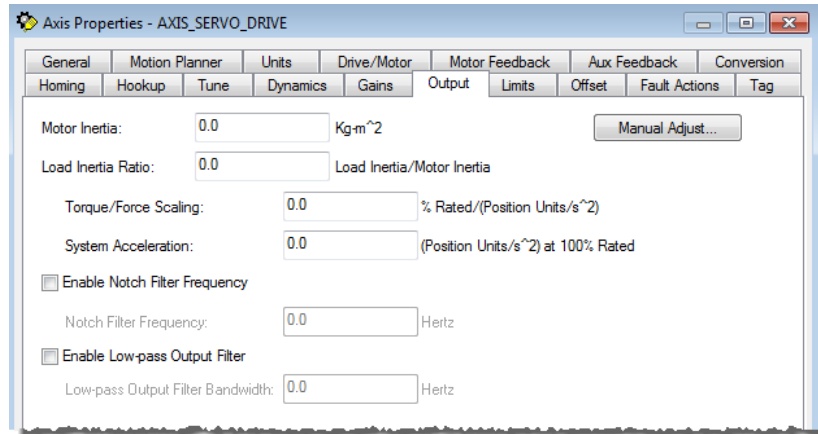 Axis Properties - AXIS_SERVO_DRIVE
General Motion Planner Units Drive/Motor Motor Feedback Aux Feedback Conversion
Homing Hookup Tune Dynamics Gains Output Limits Offset Fault Actions Tag
Motor Inertia: 0.0 Kg-m^2 Manual Adjust...
Load Inertia Ratio: 0.0 Load Inertia/Motor Inertia
Torque/Force Scaling: 0.0 % Rated/(Position Units/s^2)
System Acceleration: 0.0 (Position Units/s^2) at 100% Rated
Enable Notch Filter Frequency
Notch Filter Frequency: 0.0 Hertz
Enable Low-pass Output Filter
Low-pass Output Filter Bandwidth: 0.0 Hertz